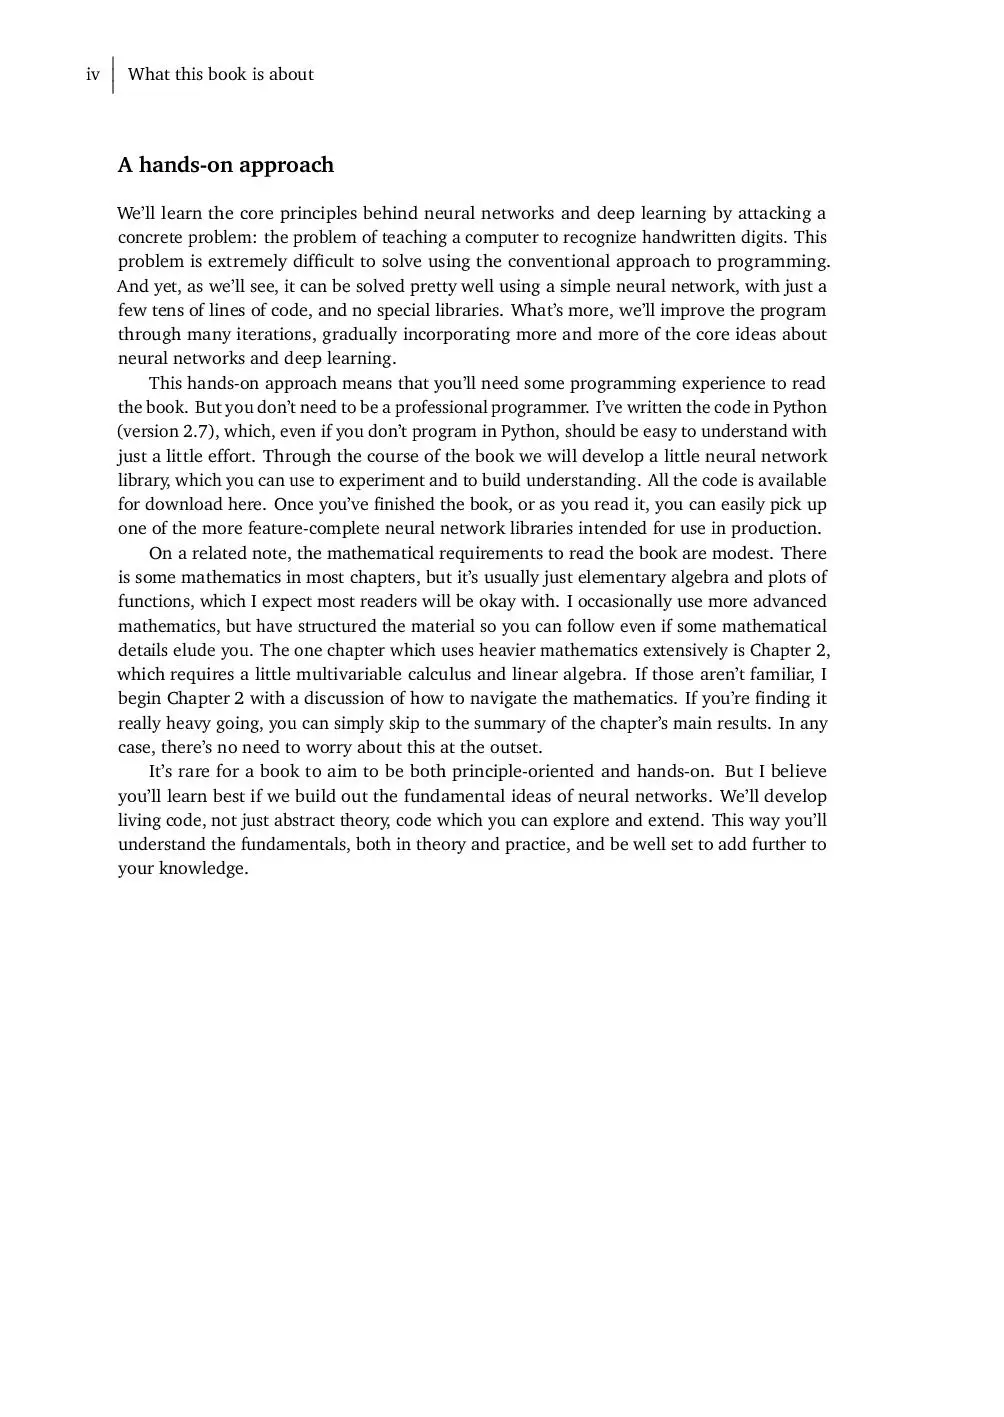 iv What this book is about
A hands-on approach
We’ll learn the core principles behind neural networks and deep learning by attacking a
concrete problem: the problem of teaching a computer to recognize handwritten digits. This
problem is extremely difficult to solve using the conventional approach to programming.
And yet, as we’ll see, it can be solved pretty well using a simple neural network, with just a
few tens of lines of code, and no special libraries. What’s more, we’ll improve the program
through many iterations, gradually incorporating more and more of the core ideas about
neural networks and deep learning.
This hands-on approach means that you’ll need some programming experience to read
the book. But you don’t need to be a professional programmer. I’ve written the code in Python
(version 2.7), which, even if you don’t program in Python, should be easy to understand with
just a little effort. Through the course of the book we will develop a little neural network
library, which you can use to experiment and to build understanding. All the code is available
for download here. Once you’ve finished the book, or as you read it, you can easily pick up
one of the more feature-complete neural network libraries intended for use in production.
On a related note, the mathematical requirements to read the book are modest. There
is some mathematics in most chapters, but it’s usually just elementary algebra and plots of
functions, which I expect most readers will be okay with. I occasionally use more advanced
mathematics, but have structured the material so you can follow even if some mathematical
details elude you. The one chapter which uses heavier mathematics extensively is Chapter 2,
which requires a little multivariable calculus and linear algebra. If those aren’t familiar, I
begin Chapter 2 with a discussion of how to navigate the mathematics. If you’re finding it
really heavy going, you can simply skip to the summary of the chapter’s main results. In any
case, there’s no need to worry about this at the outset.
It’s rare for a book to aim to be both principle-oriented and hands-on. But I believe
you’ll learn best if we build out the fundamental ideas of neural networks. We’ll develop
living code, not just abstract theory, code which you can explore and extend. This way you’ll
understand the fundamentals, both in theory and practice, and be well set to add further to
your knowledge.